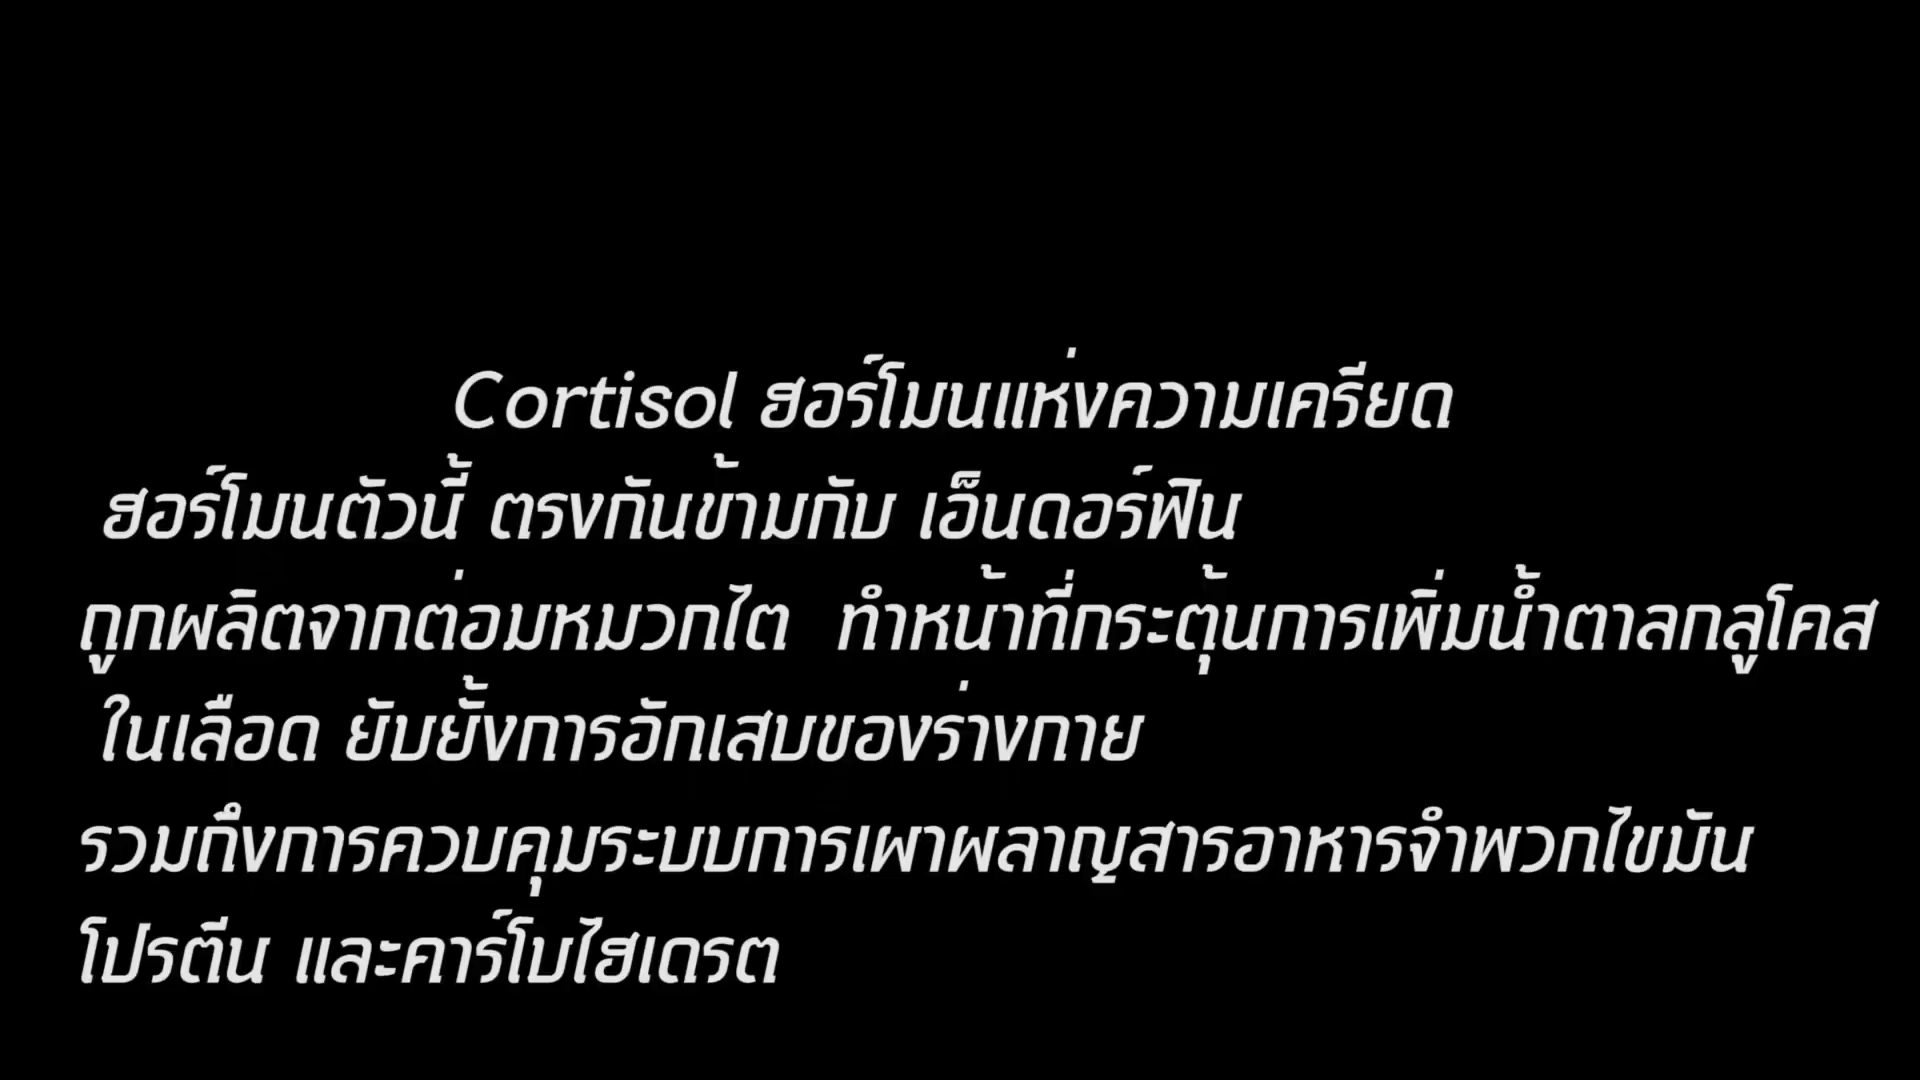 Cortisol ฮอร์โมนแห่งความเครียด
ฮอร์โมนตัวนี้ ตรงกันข้ามกับ เอ็นดอร์ฟิน
ถูกผลิตจากต่อมหมวกไต ทำหน้าที่กระตุ้นการเพิ่มน้ำตาลกลูโคส
ในเลือด ยับยั้งการอักเสบของร่างกาย
รวมถึงการควบคุมระบบการเผาผลาญสารอาหารจำพวกไขมัน
โปรตีน และคาร์โบไฮเดรต